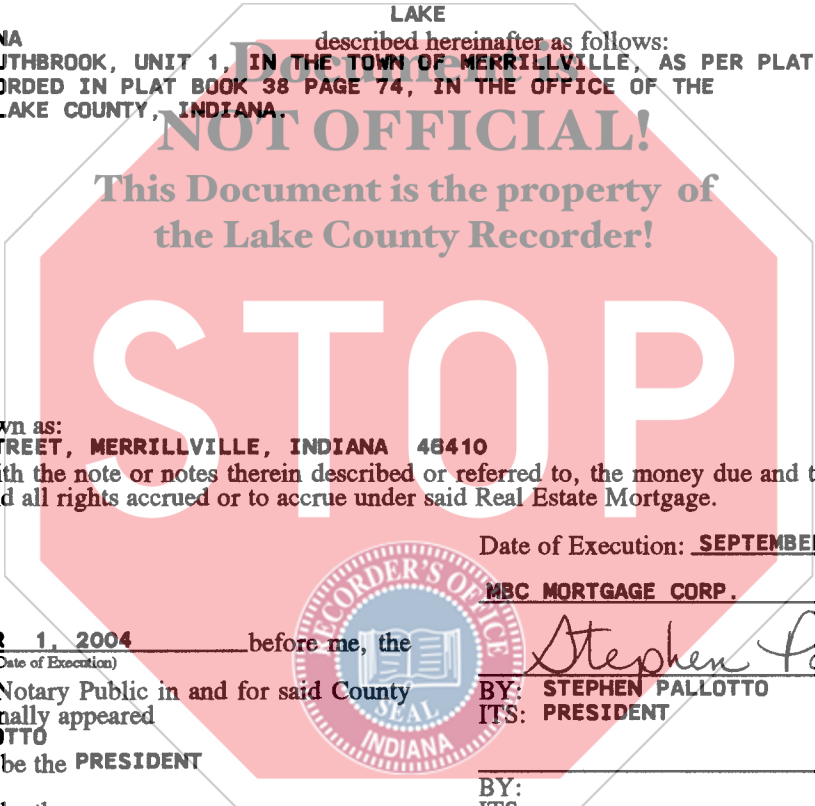 LAKE
NA described hereinafter as follows:
UTHBROOK, UNIT 1, IN THE TOWN OF MERRILLVILLE, AS PER PLAT
Document is
ORDED IN PLAT BOOK 38 PAGE 74, IN THE OFFICE OF THE
LAKE COUNTY, INDIANA.
NOT OFFICIAL!
This Document is the property of
the Lake County Recorder!
STOP
wn as:
TREET, MERRILLVILLE, INDIANA 46410
ith the note or notes therein described or referred to, the money due and t
d all rights accrued or to accrue under said Real Estate Mortgage.
Date of Execution: SEPTEMBER
MBC MORTGAGE CORP.
RECORDER'S OFFICE
SEAL
INDIANA
R 1, 2004 before me, the
Date of Execution)
Stephen Pa
Notary Public in and for said County
BY: STEPHEN PALLOTTO
nally appeared
ITS: PRESIDENT
OTTO
be the PRESIDENT
BY: